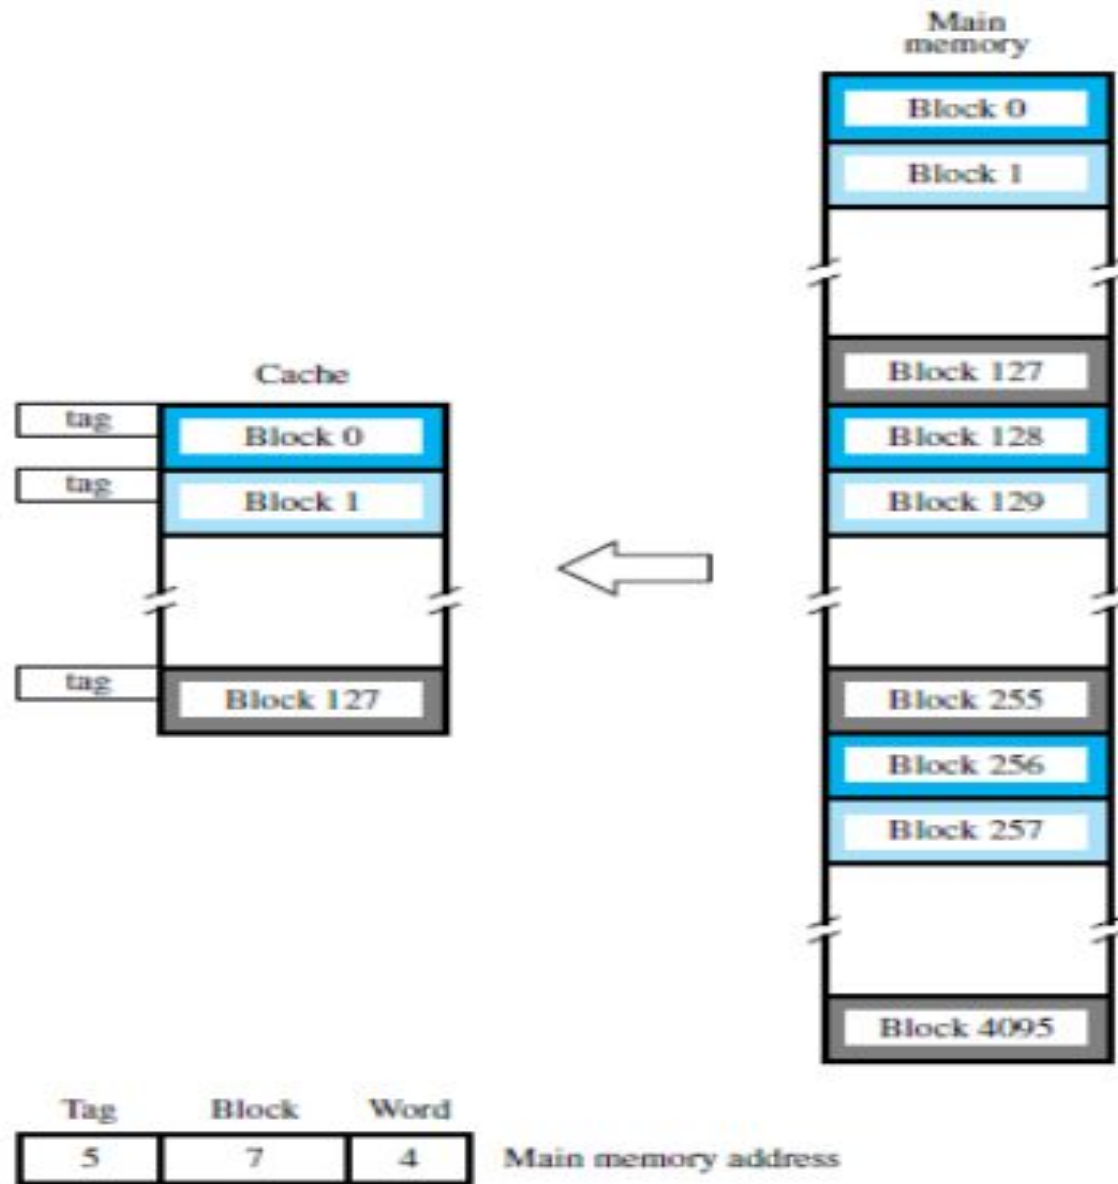 Main
memory
Block 0
Block 1
Block 127
Block 128
Block 129
Block 255
Block 256
Block 257
Block 4095
Cache
tag
Block 0
tag
Block 1
tag
Block 127
Tag Block Word
5 7 4 Main memory address